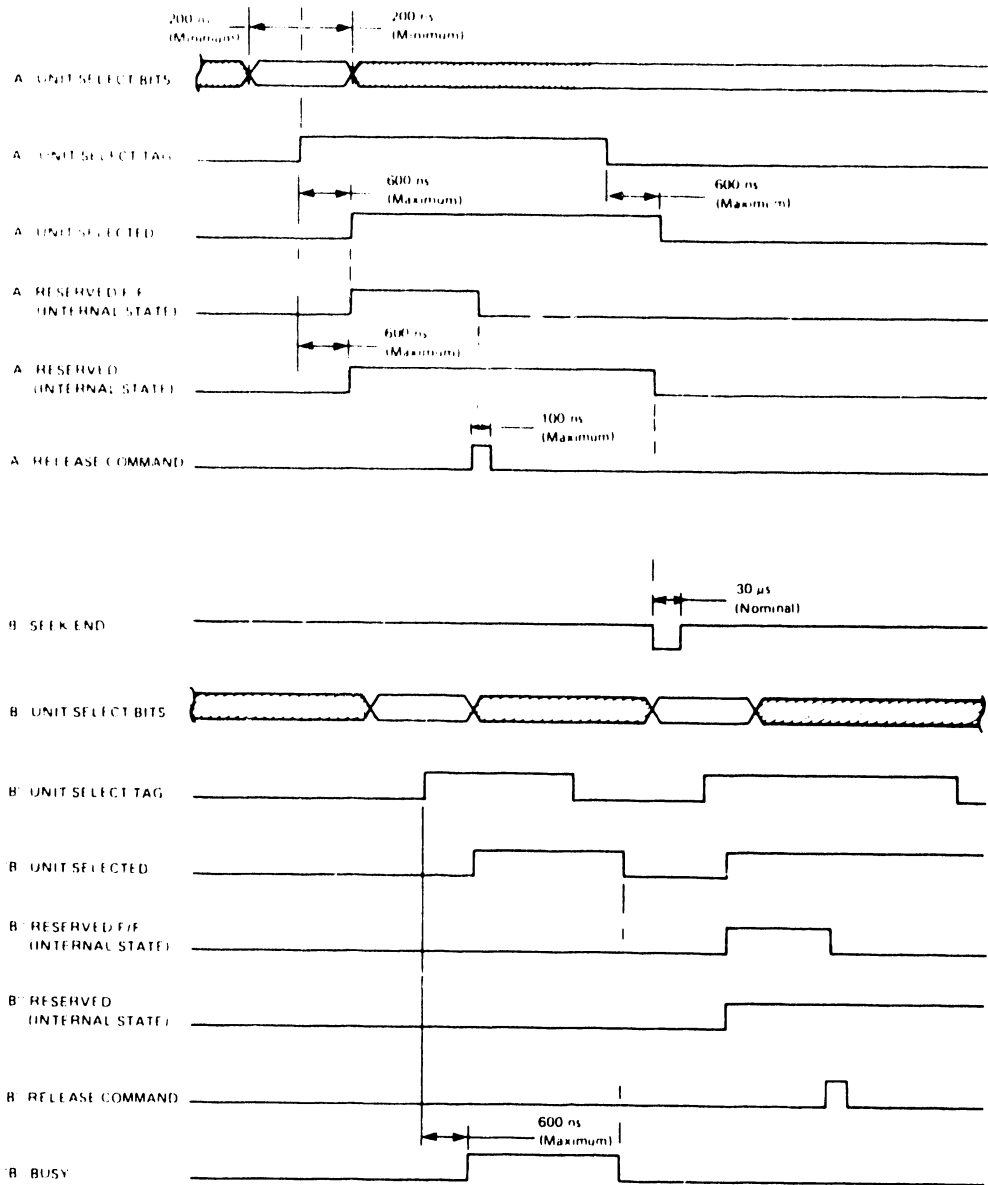 200 ns
(Minimum)
200 ns
(Minimum)
A UNIT SELECT BITS
A UNIT SELECT TAG
600 ns
(Maximum)
600 ns
(Maximum)
A UNIT SELECTED
A RESERVED F/F
(INTERNAL STATE)
600 ns
(Maximum)
A RESERVED
(INTERNAL STATE)
100 ns
(Maximum)
A RELEASE COMMAND
30 µs
(Nominal)
B SEEK END
B UNIT SELECT BITS
B UNIT SELECT TAG
B UNIT SELECTED
B RESERVED F/F
(INTERNAL STATE)
B RESERVED
(INTERNAL STATE)
B RELEASE COMMAND
600 ns
(Maximum)
B BUSY